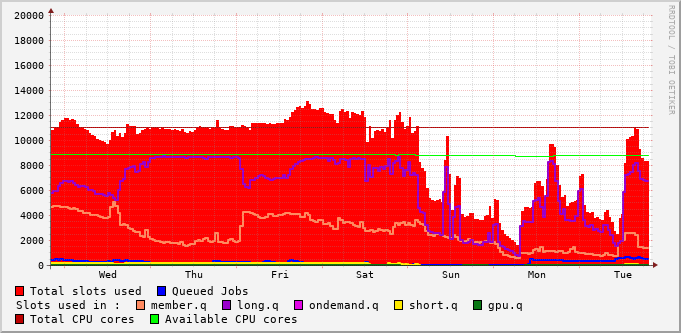 20000
18000
16000
14000
12000
10000
8000
6000
4000
2000
0
Wed Thu Fri Sat Sun Mon Tue
RRDTOOL / TOBI OETIKER
Total slots used Queued Jobs
Slots used in : member.q long.q ondemand.q short.q gpu.q
Total CPU cores Available CPU cores